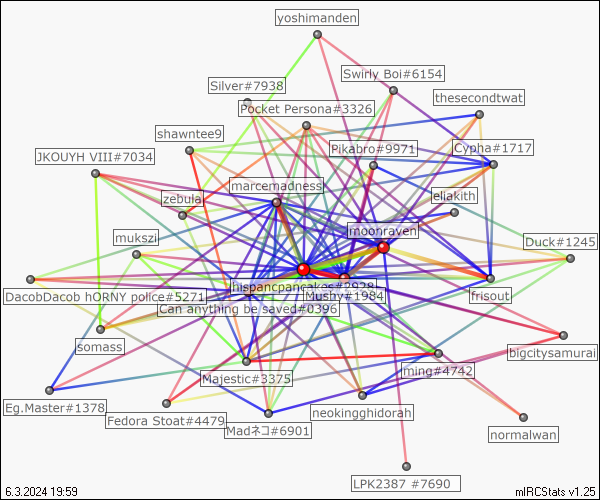 yoshimanden
Swirly Boi#6154
Silver#7938
thesecondtwat
Pocket Persona#3326
shawntee9
Cypha#1717
Pikabro#9971
JKOUYH VIII#7034
marcemadness
eliakith
zebula
moonraven
mukszi
Duck#1245
hispancpancakes#2928
DacobDacob hORNY police#5271
Mushy#1984
frisout
Can anything be saved#0396
somass
bigcitysamurai
ming#4742
Majestic#3375
Eg.Master#1378
neokingghidorah
Fedora Stoat#4479
Madネコ#6901
normalwan
LPK2387 #7690
6.3.2024 19:59
mIRCStats v1.25